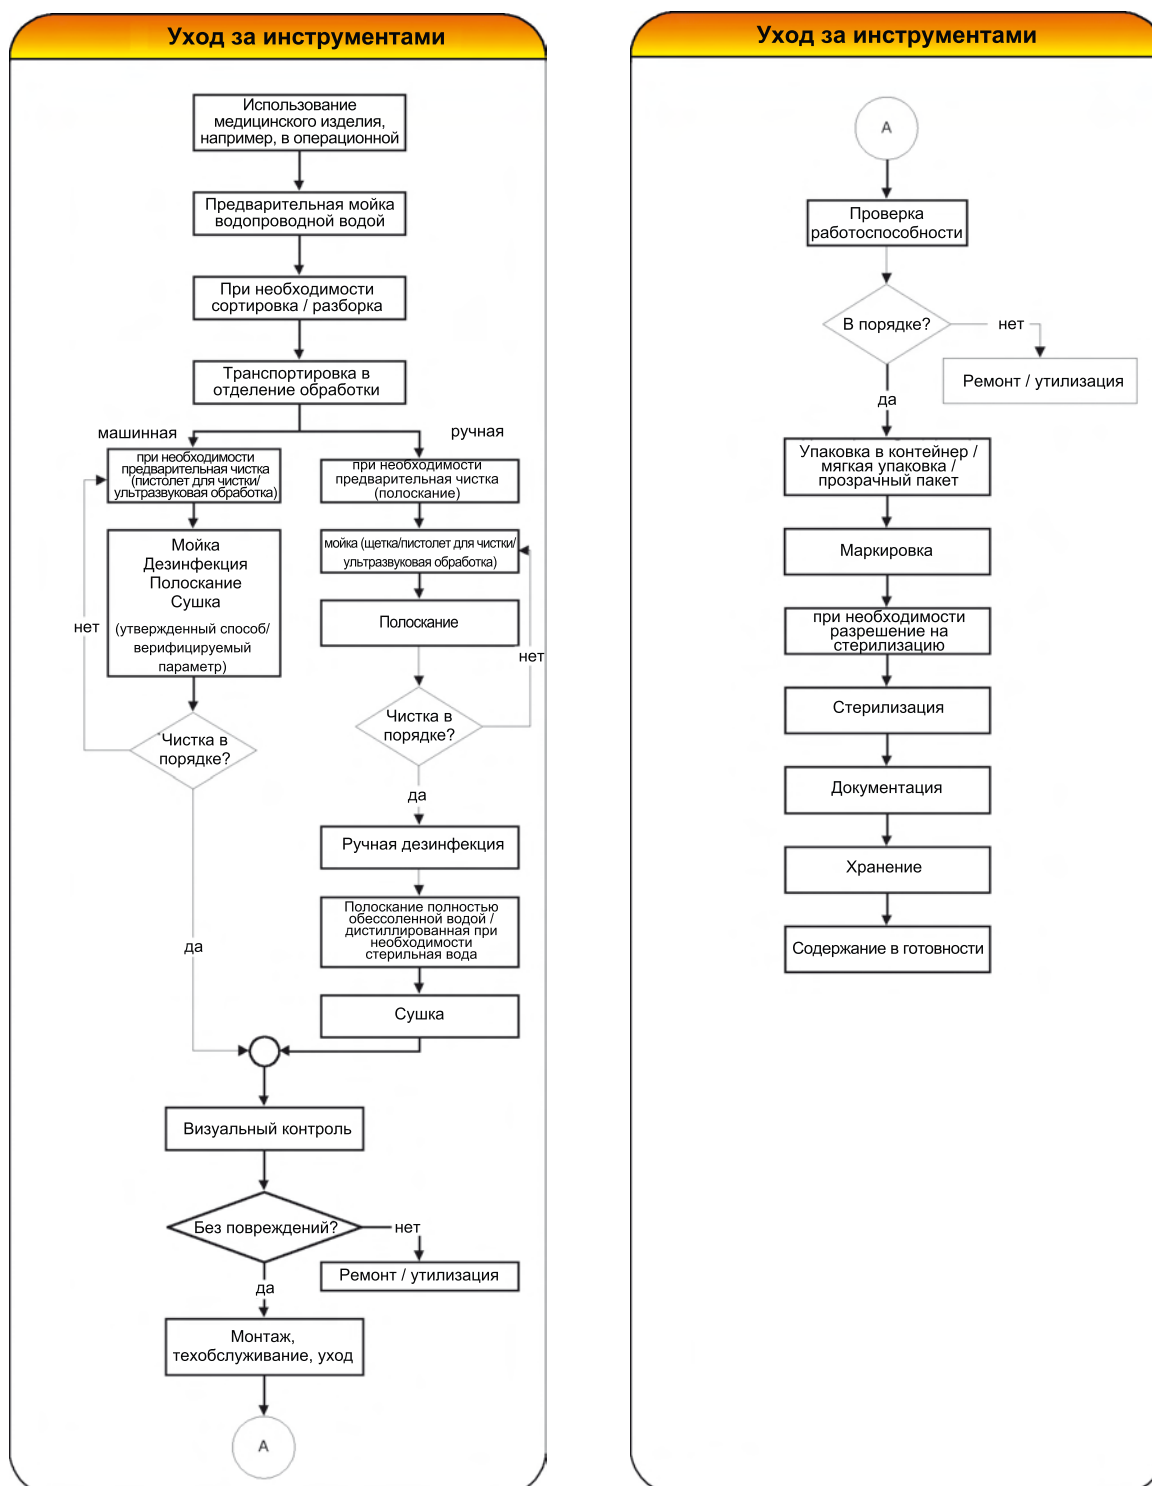 Уход за инструментами
Использование
медицинского изделия,
например, в операционной
Предварительная мойка
водопроводной водой
При необходимости
сортировка / разборка
Транспортировка в
отделение обработки
машинная
ручная
при необходимости
предварительная чистка
(пистолет для чистки/
ультразвуковая обработка)
при необходимости
предварительная чистка
(полоскание)
Мойка
Дезинфекция
Полоскание
Сушка
(утвержденный способ/
верифицируемый
параметр)
мойка (щетка/пистолет для чистки/
ультразвуковая обработка)
Полоскание
нет
нет
Чистка в
порядке?
Чистка в
порядке?
да
Ручная дезинфекция
Полоскание полностью
обессоленной водой /
дистиллированная при
необходимости
стерильная вода
да
Сушка
Визуальный контроль
Без повреждений?
нет
Ремонт / утилизация
да
Монтаж,
техобслуживание, уход
А
Уход за инструментами
А
Проверка
работоспособности
В порядке?
нет
Ремонт / утилизация
да
Упаковка в контейнер /
мягкая упаковка /
прозрачный пакет
Маркировка
при необходимости
разрешение на
стерилизацию
Стерилизация
Документация
Хранение
Содержание в готовности